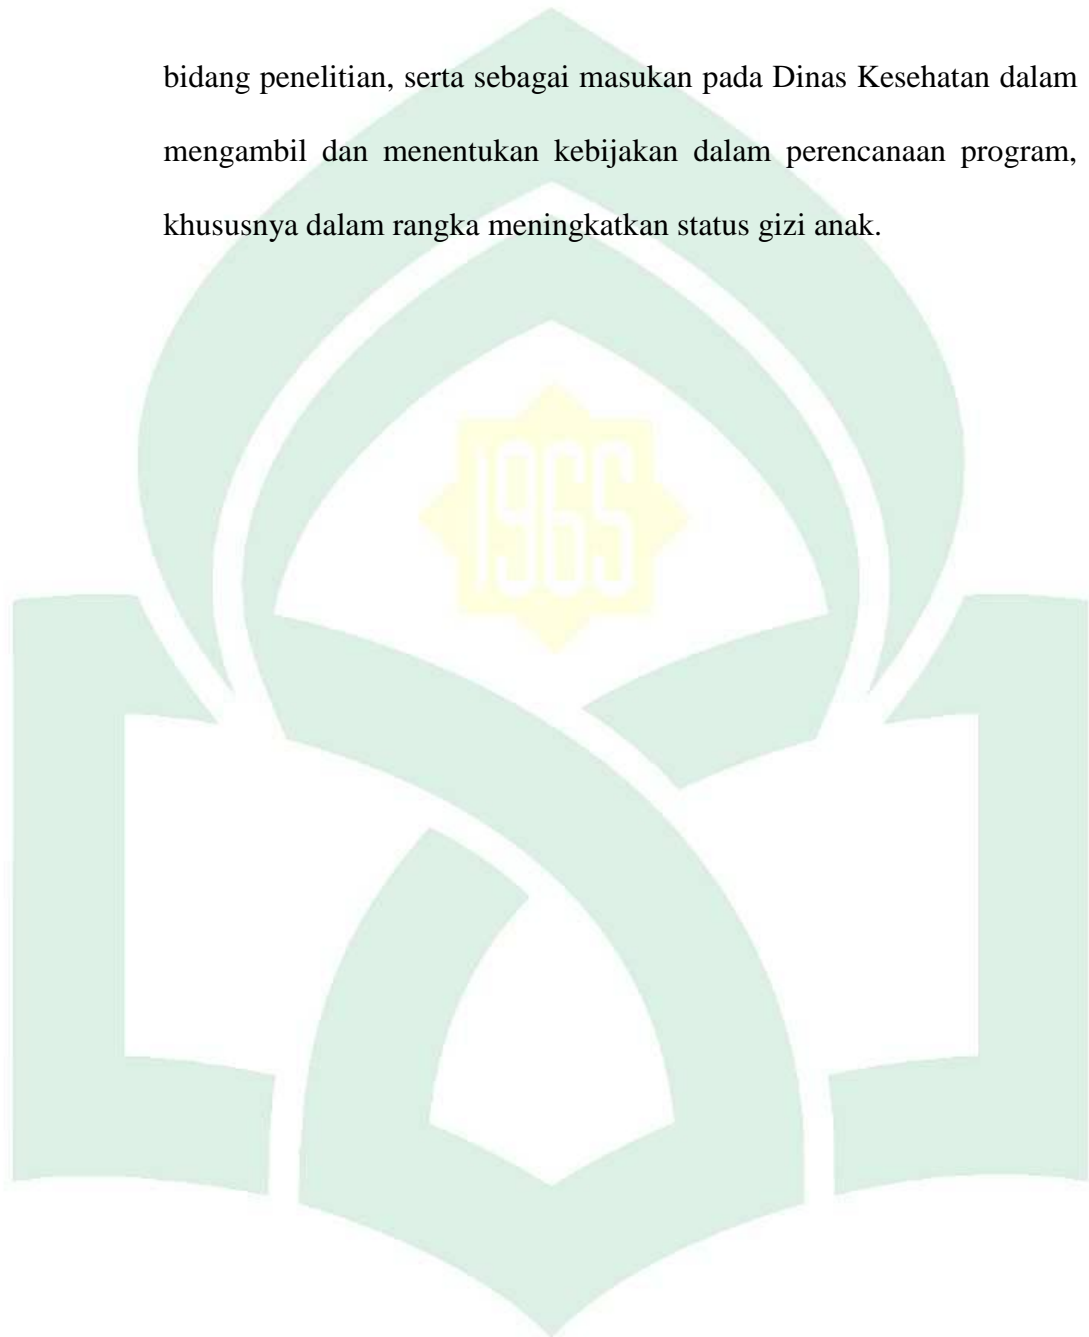 bidang penelitian, serta sebagai masukan pada Dinas Kesehatan dalam
mengambil dan menentukan kebijakan dalam perencanaan program,
khususnya dalam rangka meningkatkan status gizi anak.
1965